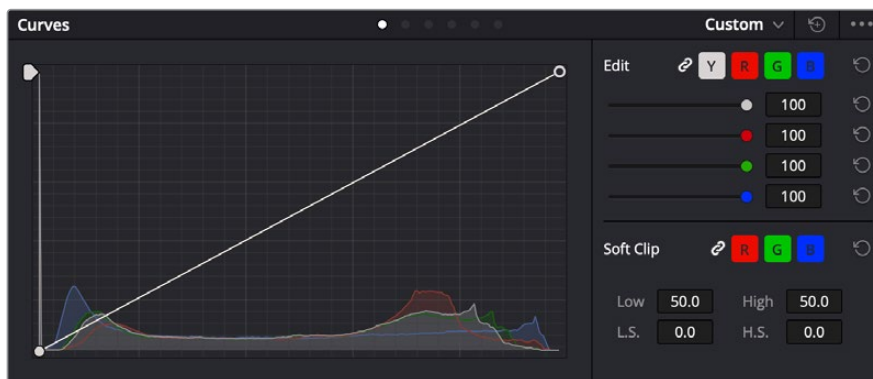 Curves Custom
Edit Y R G B
100
100
100
100
Soft Clip R G B
Low 50.0 High 50.0
L.S. 0.0 H.S. 0.0